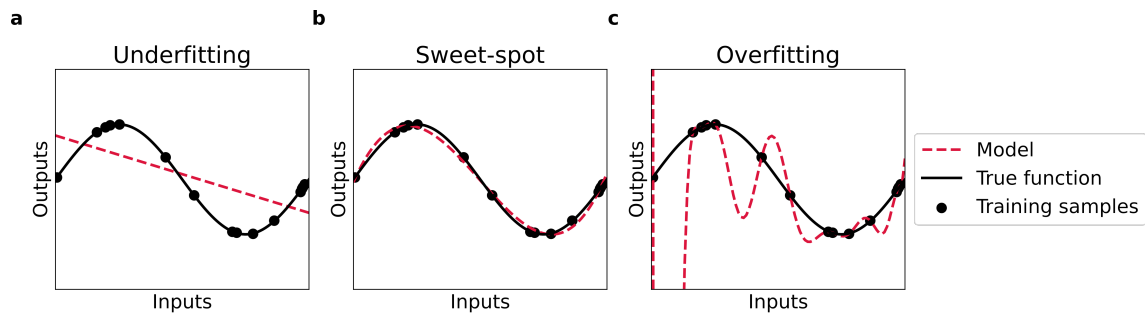 a
Underfitting
Outputs
Inputs
b
Sweet-spot
Outputs
Inputs
c
Overfitting
Outputs
Inputs
Model
True function
Training samples